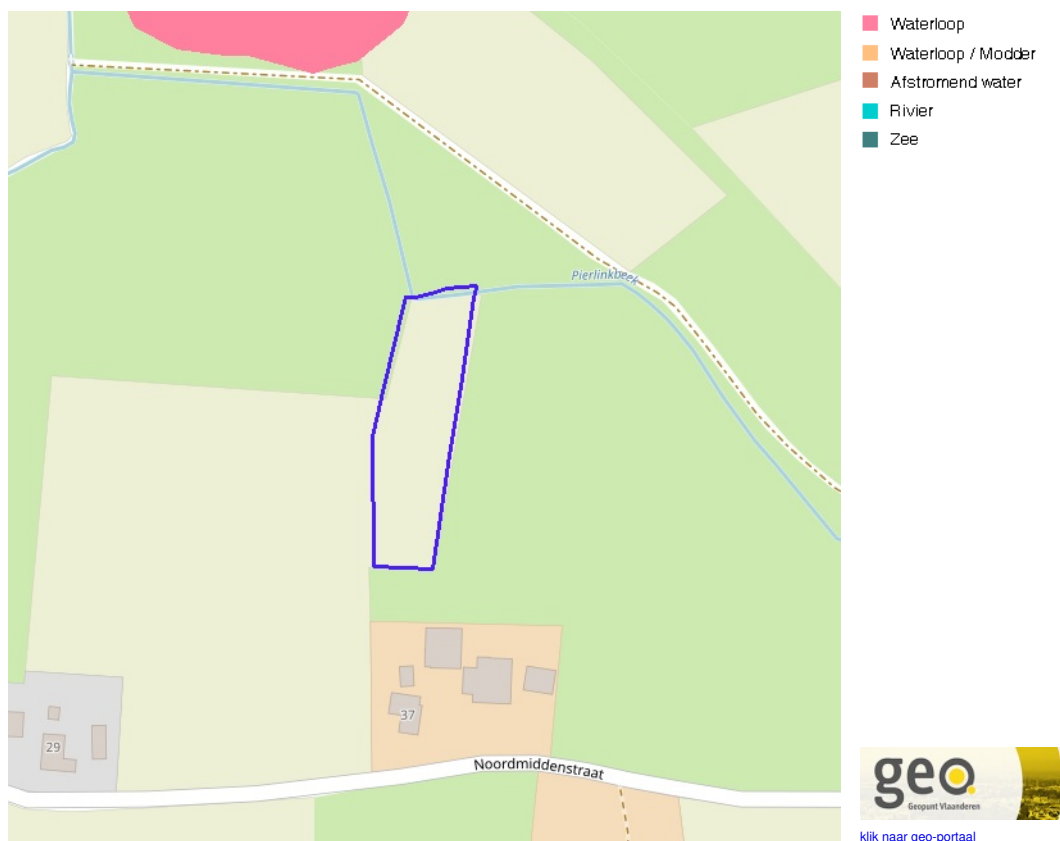 Waterloop
Waterloop / Modder
Afstromend water
Rivier
Zee
Pierlinkbeek
37
29
Noordmiddenstraat
geo
Geopunt Vlaanderen
klik naar geo-portaal